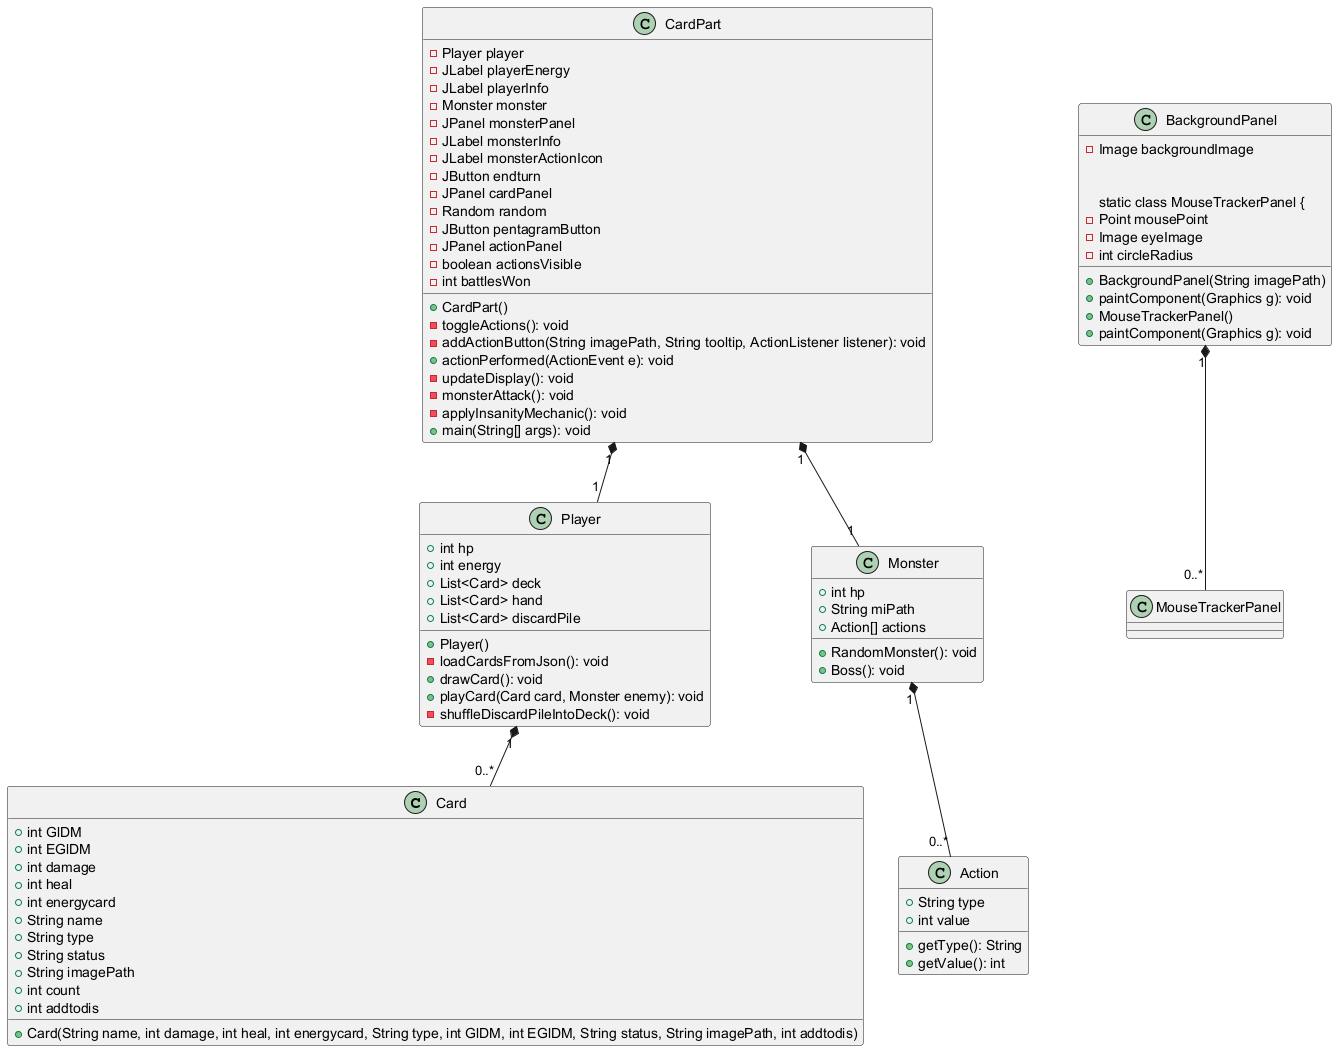 C CardPart
Player player
JLabel playerEnergy
JLabel playerInfo
Monster monster
JPanel monsterPanel
JLabel monsterInfo
JLabel monsterActionIcon
JButton endturn
JPanel cardPanel
Random random
JButton pentagramButton
JPanel actionPanel
boolean actionsVisible
int battlesWon
CardPart()
toggleActions(): void
addActionButton(String imagePath, String tooltip, ActionListener listener): void
actionPerformed(ActionEvent e): void
updateDisplay(): void
monsterAttack(): void
applyInsanityMechanic(): void
main(String[] args): void
C BackgroundPanel
Image backgroundImage
static class MouseTrackerPanel {
Point mousePoint
Image eyeImage
int circleRadius
BackgroundPanel(String imagePath)
paintComponent(Graphics g): void
MouseTrackerPanel()
paintComponent(Graphics g): void
1
1
1
1
1
0..*
C Player
int hp
int energy
List<Card> deck
List<Card> hand
List<Card> discardPile
Player()
loadCardsFromJson(): void
drawCard(): void
playCard(Card card, Monster enemy): void
shuffleDiscardPileIntoDeck(): void
C Monster
int hp
String miPath
Action[] actions
RandomMonster(): void
Boss(): void
C MouseTrackerPanel
1
0..*
1
0..*
C Card
int GIDM
int EGIDM
int damage
int heal
int energycard
String name
String type
String status
String imagePath
int count
int addtodis
Card(String name, int damage, int heal, int energycard, String type, int GIDM, int EGIDM, String status, String imagePath, int addtodis)
C Action
String type
int value
getType(): String
getValue(): int